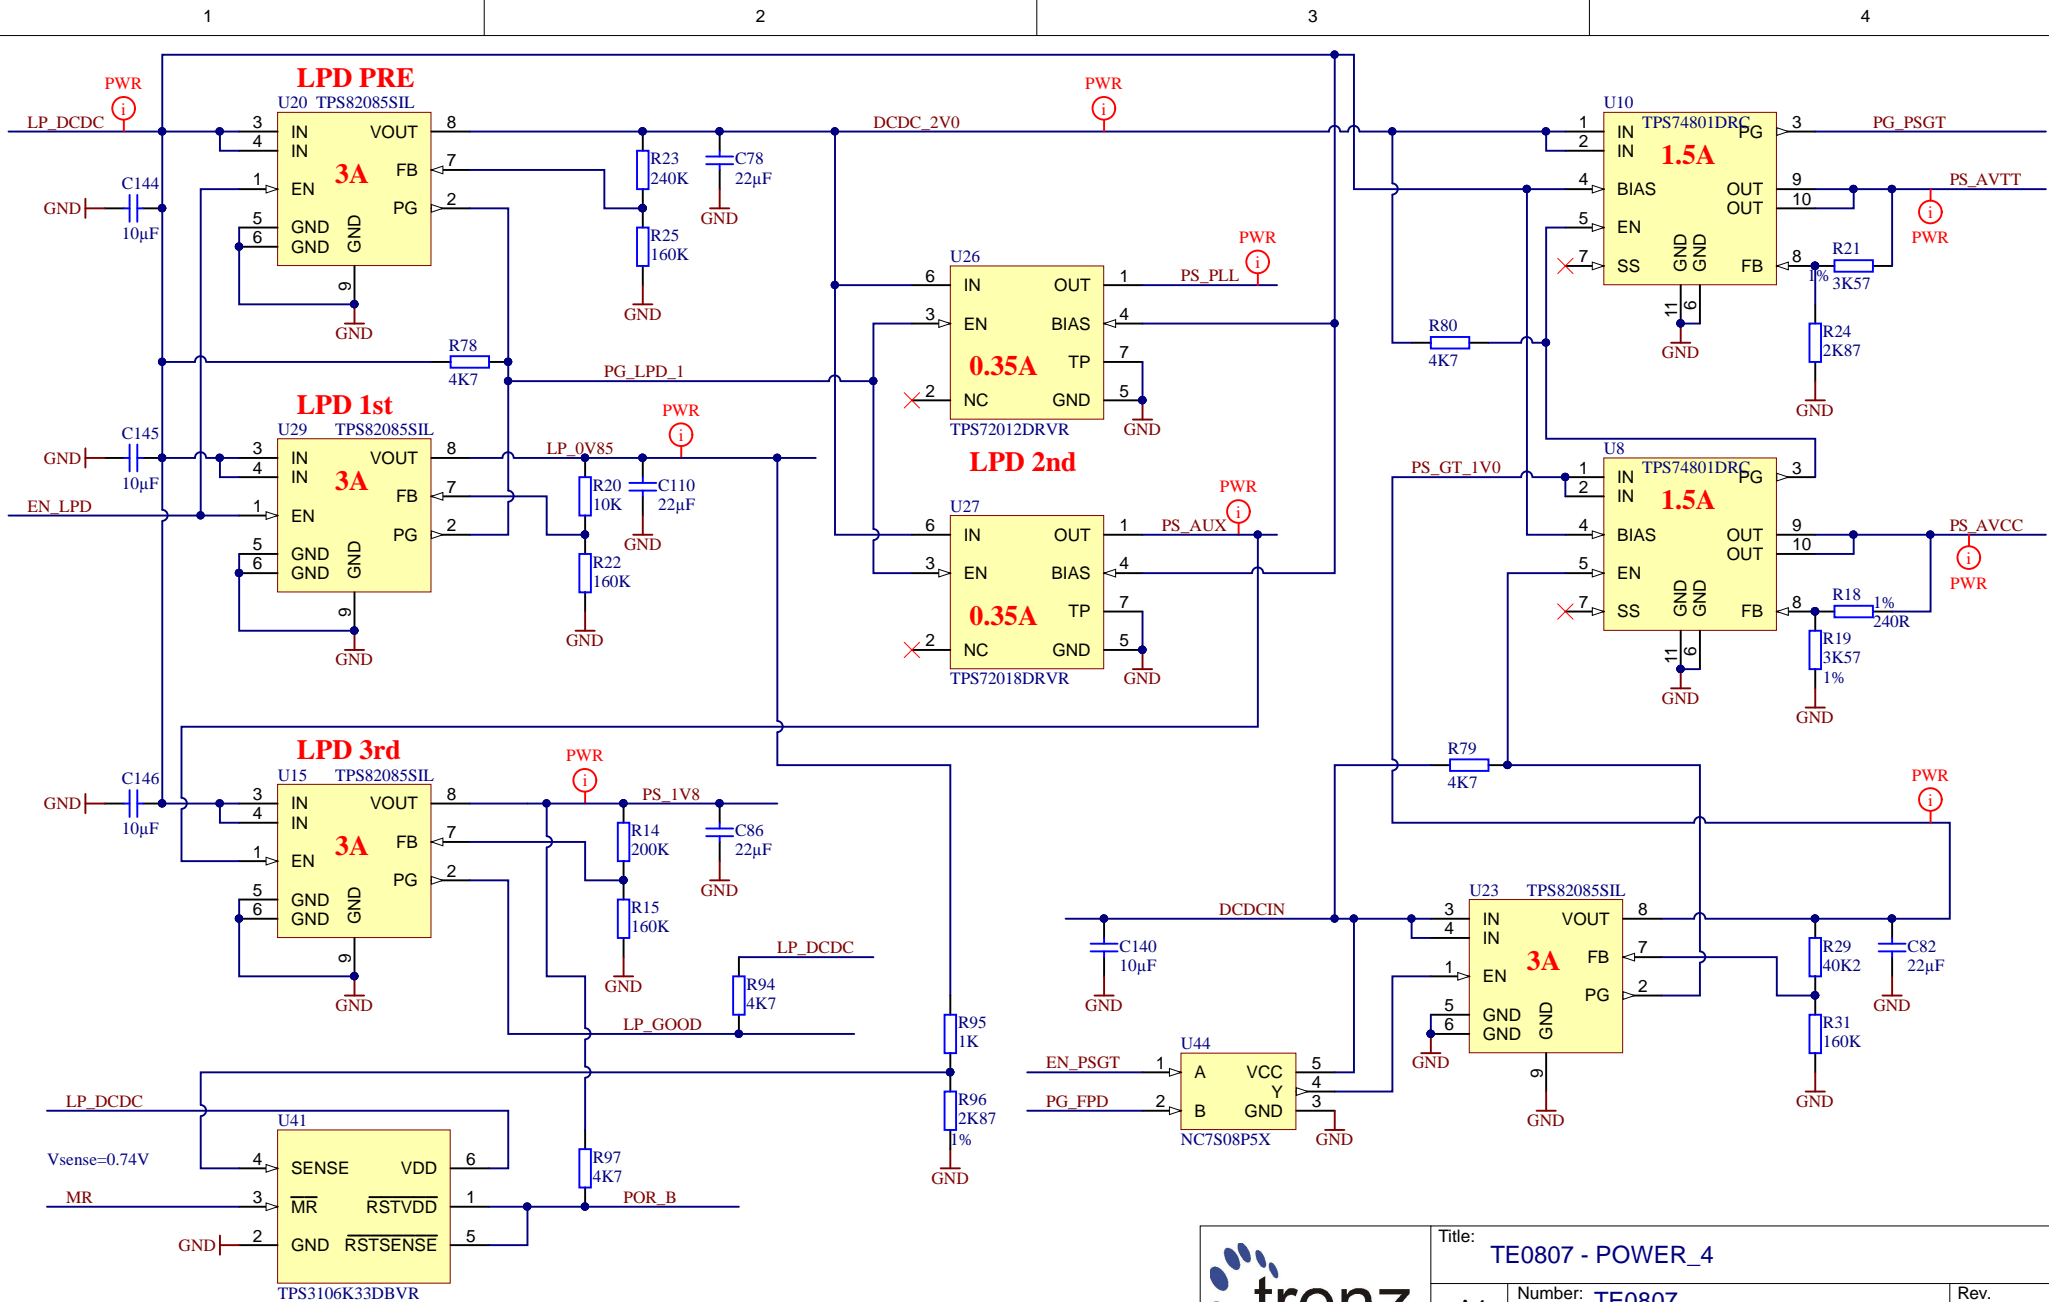 1 2 3 4
LPD PRE
PWR
LP_DCDC
U20 TPS82085SIL
3 IN VOUT 8
4 IN
3A
FB 7
1 EN
PG 2
5 GND
6 GND
GND
9
GND
C144
GND
10µF
R23
240K
C78
22µF
GND
R25
160K
GND
DCDC_2V0
PWR
R78
4K7
PG_LPD_1
LPD 1st
U29 TPS82085SIL
C145
GND
10µF
3 IN VOUT 8
4 IN
3A
FB 7
EN_LPD
1 EN
PG 2
5 GND
6 GND
GND
9
GND
LP_0V85
PWR
R20
10K
C110
22µF
GND
R22
160K
GND
U26
6 IN OUT 1
PS_PLL
PWR
3 EN BIAS 4
0.35A
TP 7
2 NC GND 5
TPS72012DRVR
GND
LPD 2nd
U27
6 IN OUT 1
PS_AUX
PWR
3 EN BIAS 4
0.35A
TP 7
2 NC GND 5
TPS72018DRVR
GND
U10
TPS74801DRC
1 IN PG 3
PG_PSGT
2 IN
1.5A
4 BIAS OUT 9
PS_AVTT
OUT 10
PWR
5 EN
7 SS GND GND FB 8
11 6
GND
R21
1% 3K57
R24
2K87
GND
R80
4K7
U8
TPS74801DRC
PS_GT_1V0
1 IN PG 3
2 IN
1.5A
4 BIAS OUT 9
PS_AVCC
OUT 10
PWR
5 EN
7 SS GND GND FB 8
11 6
GND
R18 1%
240R
R19
3K57
1%
GND
R79
4K7
PWR
LPD 3rd
U15 TPS82085SIL
C146
GND
10µF
3 IN VOUT 8
4 IN
3A
FB 7
1 EN
PG 2
5 GND
6 GND
GND
9
GND
PWR
PS_1V8
R14
200K
C86
22µF
GND
R15
160K
GND
LP_DCDC
R94
4K7
LP_GOOD
R95
1K
R96
2K87
1%
GND
LP_DCDC
U41
Vsense=0.74V
4 SENSE VDD 6
MR
3 MR RSTVDD 1
GND
2 GND RSTSENSE 5
TPS3106K33DBVR
R97
4K7
POR_B
DCDCIN
C140
10µF
GND
U23 TPS82085SIL
3 IN VOUT 8
4 IN
3A
FB 7
1 EN
PG 2
5 GND
6 GND
GND
GND
9
GND
R29
40K2
C82
22µF
GND
R31
160K
GND
U44
EN_PSGT
1 A VCC 5
Y 4
PG_FPD
2 B GND 3
NC7S08P5X
GND
trenz
Title:
TE0807 - POWER_4
Number: TE0807
Rev.